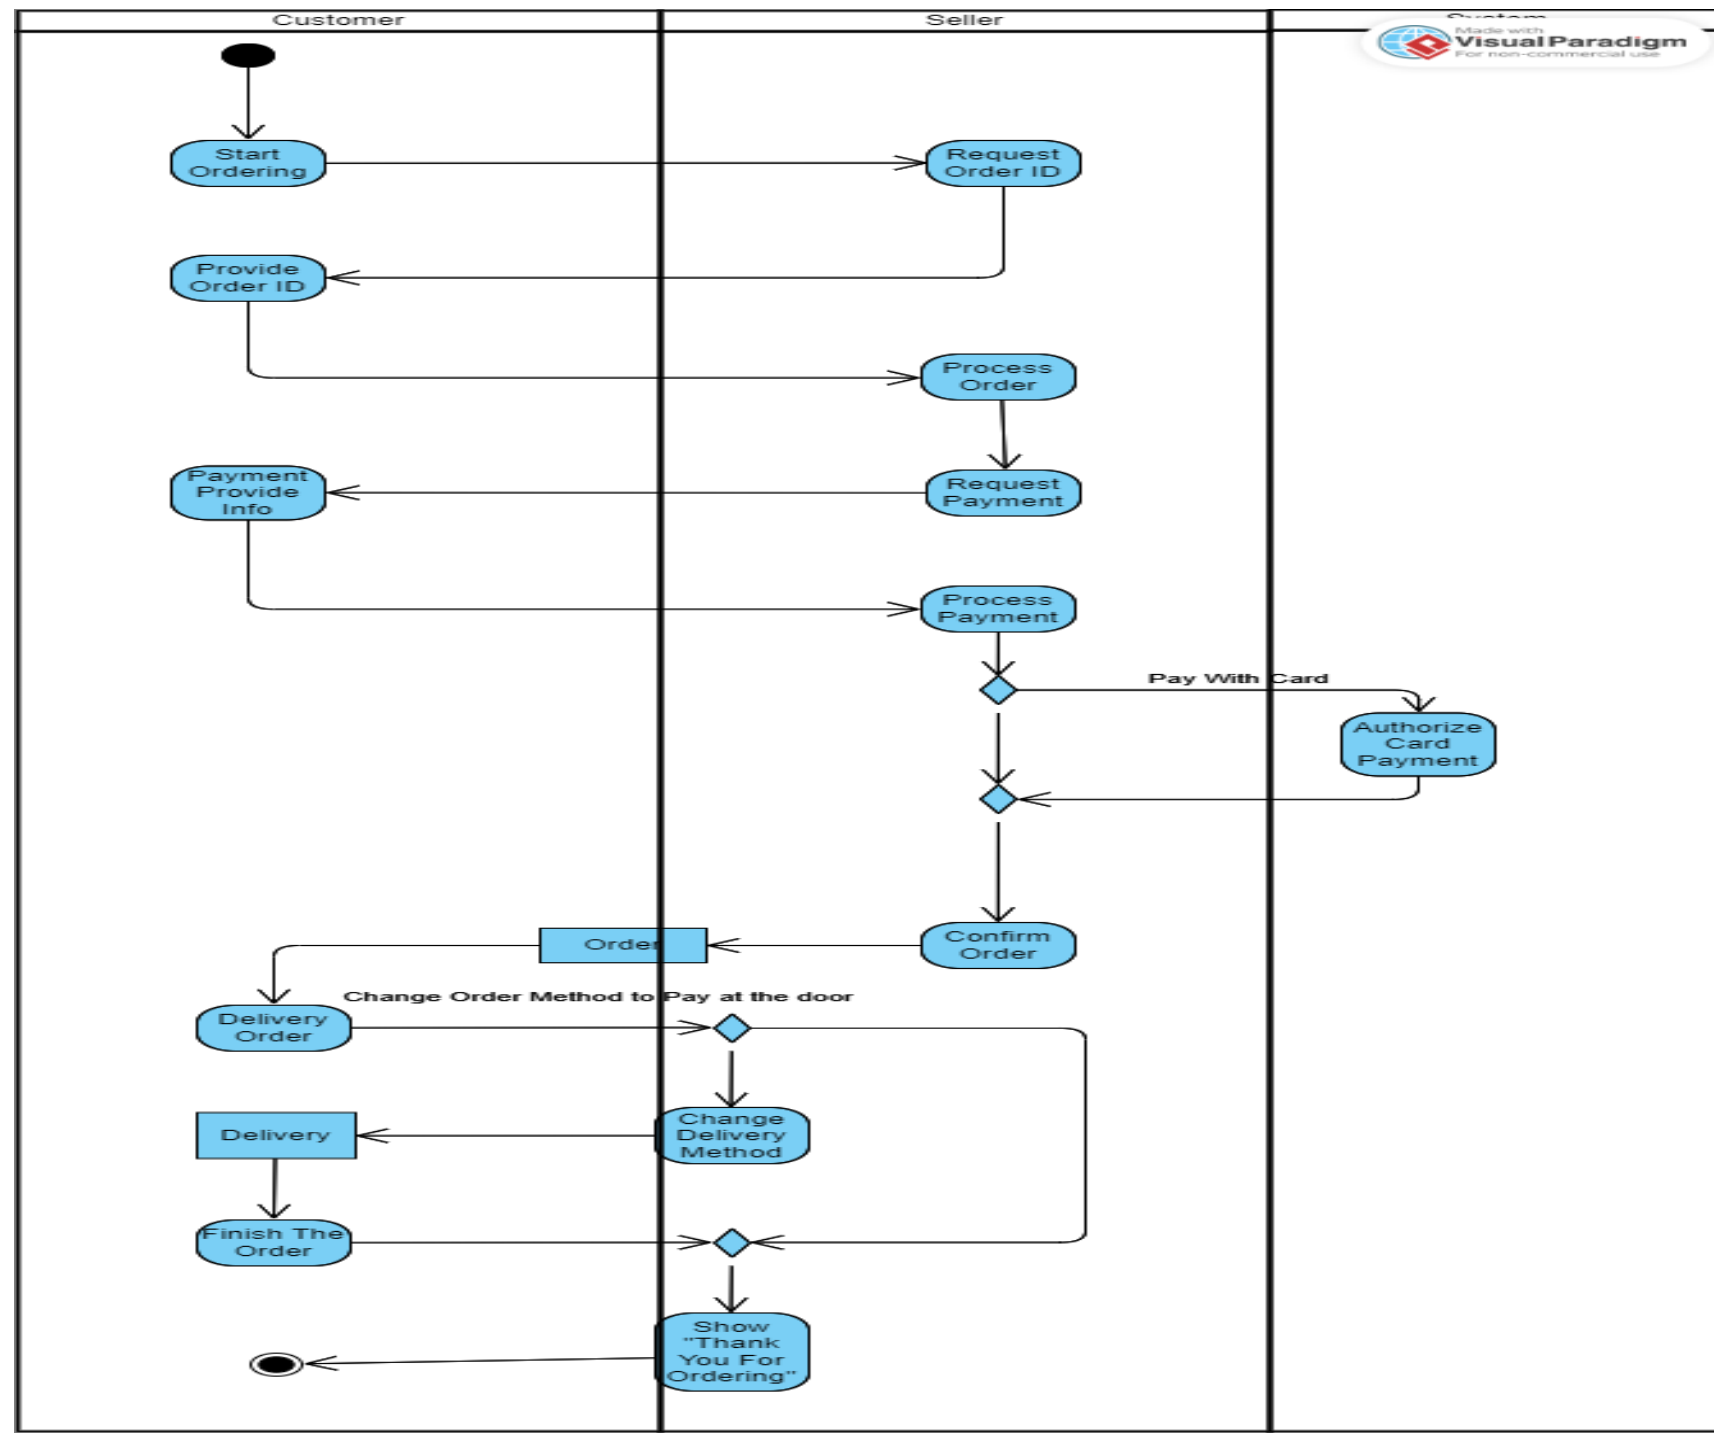 Customer
Seller
System
Made with
Visual Paradigm
For non-commercial use
Start
Ordering
Request
Order ID
Provide
Order ID
Process
Order
Payment
Provide
Info
Request
Payment
Process
Payment
Pay With Card
Authorize
Card
Payment
Confirm
Order
Order
Change Order Method to Pay at the door
Delivery
Order
Change
Delivery
Method
Delivery
Finish The
Order
Show
"Thank
You For
Ordering"